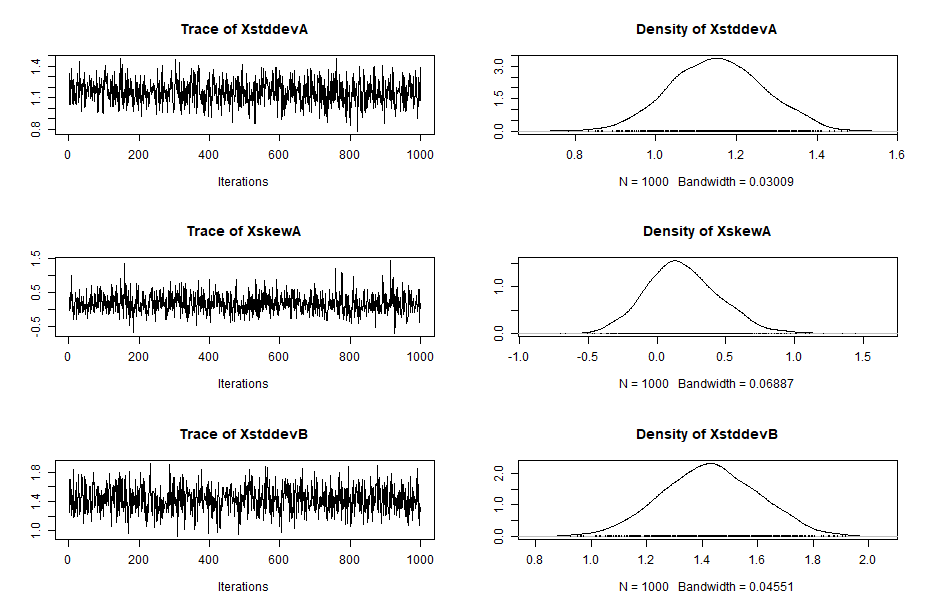 Trace of XstddevA
0.8 1.1 1.4
0 200 400 600 800 1000
Iterations
Density of XstddevA
0.0 1.5 3.0
0.8 1.0 1.2 1.4 1.6
N = 1000 Bandwidth = 0.03009
Trace of XskewA
-0.5 0.5 1.5
0 200 400 600 800 1000
Iterations
Density of XskewA
0.0 1.0
-1.0 -0.5 0.0 0.5 1.0 1.5
N = 1000 Bandwidth = 0.06887
Trace of XstddevB
1.0 1.4 1.8
0 200 400 600 800 1000
Iterations
Density of XstddevB
0.0 1.0 2.0
0.8 1.0 1.2 1.4 1.6 1.8 2.0
N = 1000 Bandwidth = 0.04551